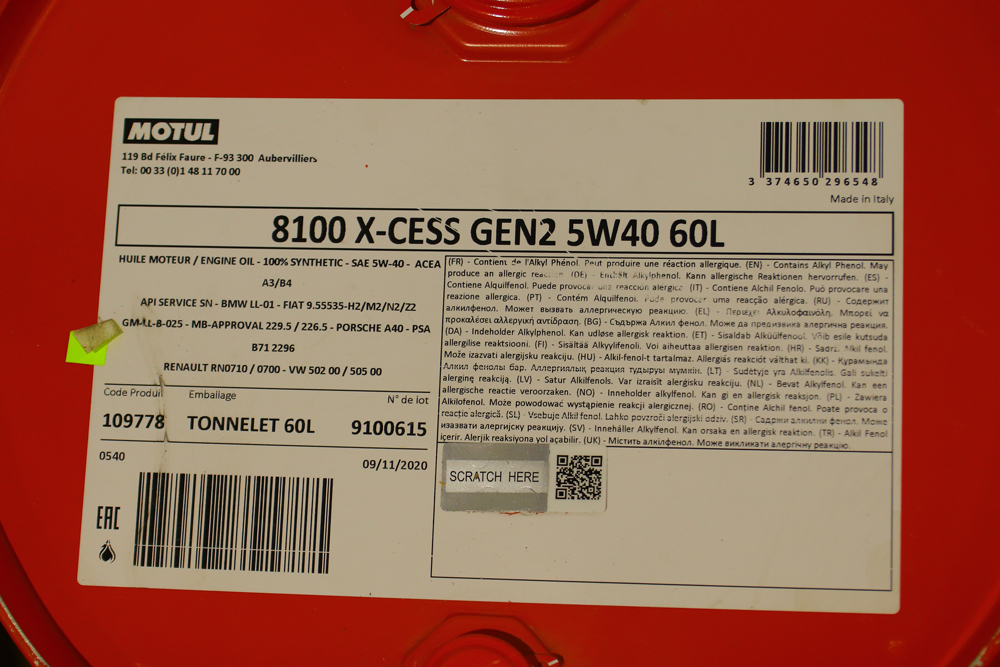 MOTUL
119 Bd Félix Faure - F-93 300 Aubervilliers
Tel: 00 33 (0)1 48 11 70 00
3 374650 296548
Made in Italy
8100 X-CESS GEN2 5W40 60L
HUILE MOTEUR / ENGINE OIL - 100% SYNTHETIC - SAE 5W-40 - ACEA
A3/B4
API SERVICE SN - BMW LL-01 - FIAT 9.55535-H2/M2/N2/Z2
GM-LL-B-025 - MB-APPROVAL 229.5 / 226.5 - PORSCHE A40 - PSA
B71 2296
RENAULT RN0710 / 0700 - VW 502 00 / 505 00
Code Produit Emballage N° de lot
109778 TONNELET 60L 9100615
0540 09/11/2020
EAC
(FR) - Contient de l'Alkyl Phénol. Peut produire une réaction allergique. (EN) - Contains Alkyl Phenol. May
produce an allergic reaction. (DE) - Enthält Alkylphenol. Kann allergische Reaktionen hervorrufen. (ES) -
Contiene Alquilfenol. Puede provocar una reacción alérgica (IT) - Contiene Alchil Fenolo. Può provocare una
reazione allergica. (PT) - Contém Alquilfenol. Pode provocar uma reacção alérgica. (RU) - Содержит
алкилфенол. Может вызвать аллергическую реакцию. (EL) - Περιέχει Αλκυλοφαινόλη. Μπορεί να
προκαλέσει αλλεργική αντίδραση. (BG) - Съдържа Алкил фенол. Може да предизвика алергична реакция.
(DA) - Indeholder Alkylphenol. Kan udløse allergisk reaktion. (ET) - Sisaldab Alküülfenool. Võib esile kutsuda
allergilise reaktsiooni. (FI) - Sisältää Alkyylifenoli. Voi aiheuttaa allergisen reaktion. (HR) - Sadrži Alkil fenol.
Može izazvati alergijsku reakciju. (HU) - Alkil-fenol-t tartalmaz. Allergiás reakciót válthat ki. (KK) - Курамында
Алкил фенолы бар. Аллергиялық реакция тудыруы мүмкін. (LT) - Sudėtyje yra Alkilfenolis. Gali sukelti
alerginę reakciją. (LV) - Satur Alkilfenols. Var izraisīt alerģisku reakciju. (NL) - Bevat Alkylfenol. Kan een
allergische reactie veroorzaken. (NO) - Inneholder alkylfenol. Kan gi en allergisk reaksjon. (PL) - Zawiera
Alkilofenol. Może powodować wystąpienie reakcji alergicznej. (RO) - Conține Alchil fenol. Poate provoca o
reacție alergică. (SL) - Vsebuje Alkil fenol. Lahko povzroči alergijski odziv. (SR) - Садржи алкилни фенол. Може
изазвати алергијску реакцију. (SV) - Innehåller Alkylfenol. Kan orsaka en allergisk reaktion. (TR) - Alkil Fenol
içerir. Alerjik reaksiyona yol açabilir. (UK) - Містить алкілфенол. Може викликати алергічну реакцію.
SCRATCH HERE